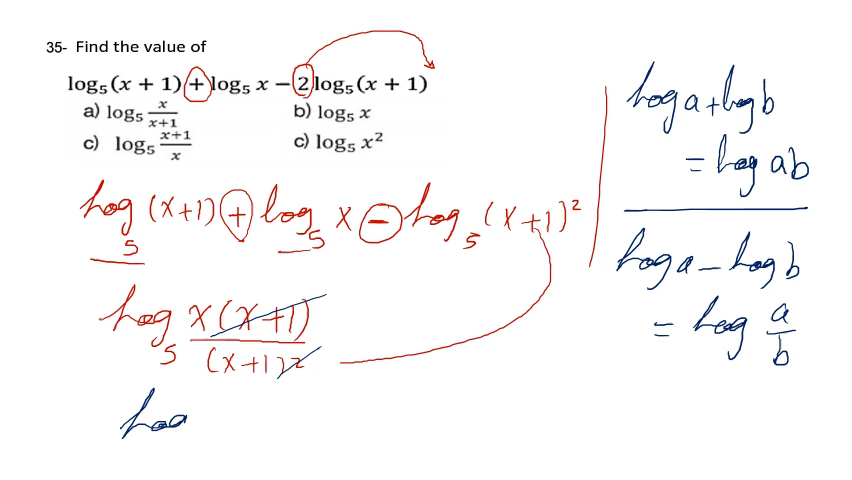 35- Find the value of
log₅(x + 1) + log₅ x − 2 log₅(x + 1)
a) log₅ x/(x+1)
b) log₅ x
c) log₅ (x+1)/x
c) log₅ x²
log₅ (x+1) + log₅ x − log₅ (x+1)²
log₅ x(x+1)/(x+1)²
log
log a + log b
= log ab
log a − log b
= log a/b